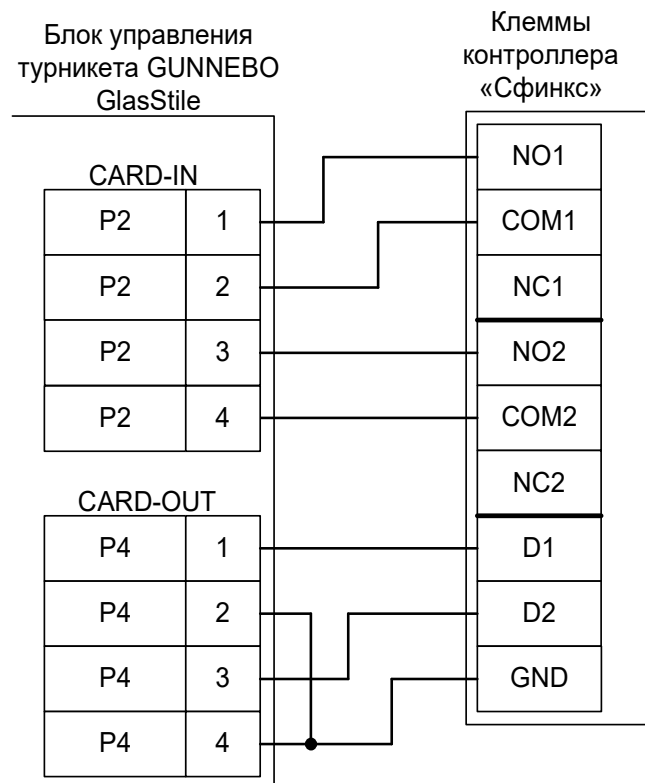 Блок управления
турникета GUNNEBO
GlasStile
CARD-IN
P2 1
P2 2
P2 3
P2 4
CARD-OUT
P4 1
P4 2
P4 3
P4 4
Клеммы
контроллера
«Сфинкс»
NO1
COM1
NC1
NO2
COM2
NC2
D1
D2
GND